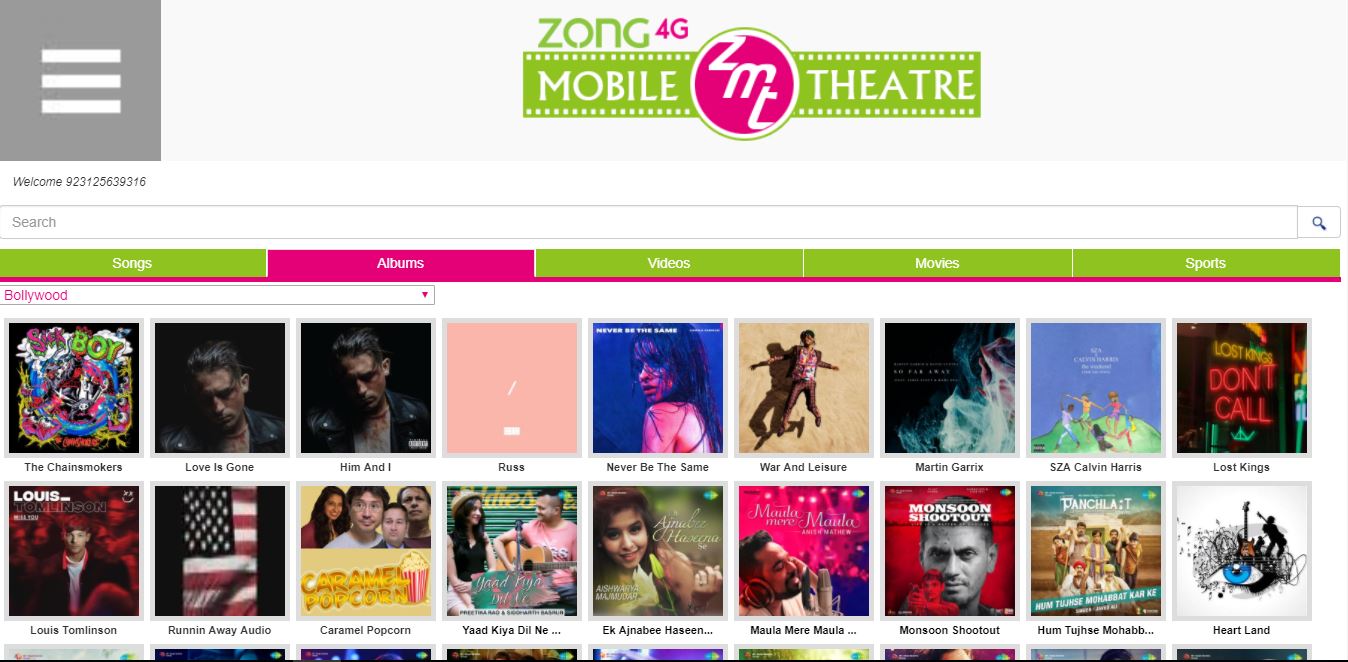 ZONG 4G
MOBILE zmt THEATRE
Welcome 923125639316
Search
Songs Albums Videos Movies Sports
Bollywood
SICK BOY
THE CHAINSMOKERS
NEVER BE THE SAME
SO FAR AWAY
SZA
CALVIN HARRIS
the weekend
LOST KINGS
DON'T
CALL
The Chainsmokers Love Is Gone Him And I Russ Never Be The Same War And Leisure Martin Garrix SZA Calvin Harris Lost Kings
LOUIS
TOMLINSON
MISS YOU
CARAMEL
POPCORN
Yaad Kiya
Dil Ne
PREETIKA RAO & SIDDHARTH BASRUR
Ajnabee
Haseena
Se
AISHWARYA
MAJMUDAR
Maula
mere Maula
ANISH MATHEW
MONSOON
SHOOTOUT
PANCHLAIT
HUM TUJHSE MOHABBAT KAR KE
SINGER - JAVED ALI
Louis Tomlinson Runnin Away Audio Caramel Popcorn Yaad Kiya Dil Ne ... Ek Ajnabee Haseen... Maula Mere Maula ... Monsoon Shootout Hum Tujhse Mohabb... Heart Land